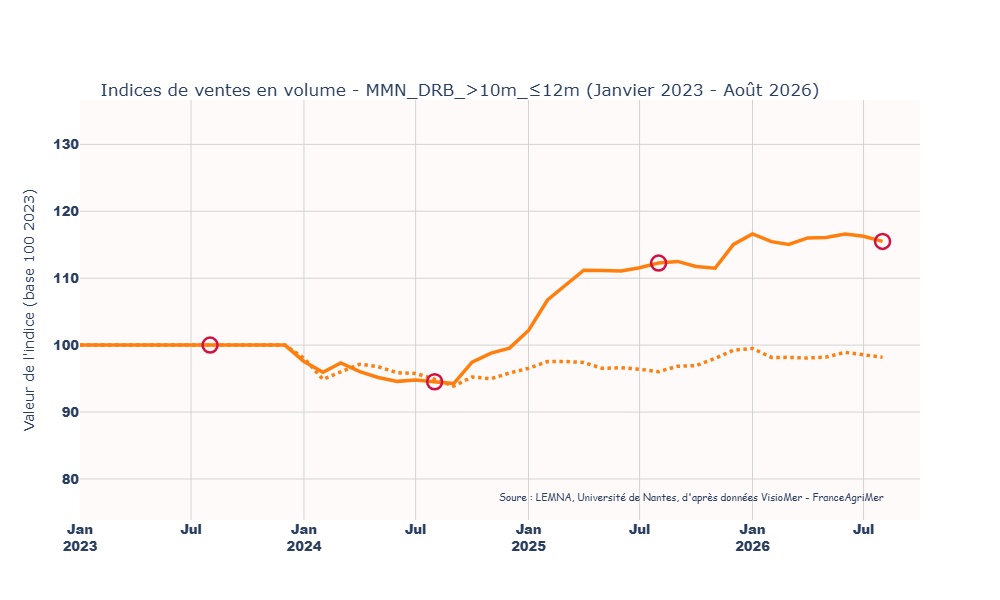 Indices de ventes en volume - MMN_DRB_>10m_≤12m (Janvier 2023 - Août 2026)
Valeur de l'indice (base 100 2023)
130
120
110
100
90
80
Soure : LEMNA, Université de Nantes, d'après données VisioMer - FranceAgriMer
Jan Jul Jan Jul Jan Jul Jan Jul
2023 2024 2025 2026